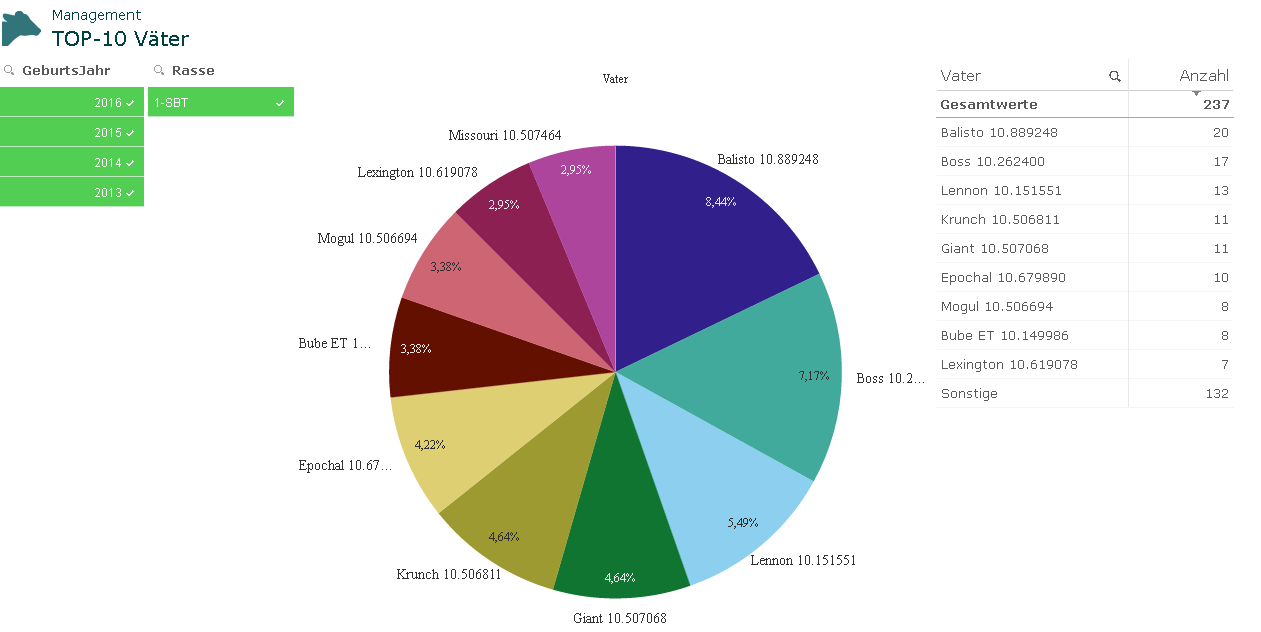 Management
TOP-10 Väter
GeburtsJahr
2016
2015
2014
2013
Rasse
1-SBT
Vater
Missouri 10.507464
Balisto 10.889248
Lexington 10.619078
Mogul 10.506694
Bube ET 1...
Boss 10.2...
Epochal 10.67...
Lennon 10.151551
Krunch 10.506811
Giant 10.507068
2,95%
8,44%
2,95%
3,38%
3,38%
7,17%
4,22%
5,49%
4,64%
4,64%
Vater Anzahl
Gesamtwerte 237
Balisto 10.889248 20
Boss 10.262400 17
Lennon 10.151551 13
Krunch 10.506811 11
Giant 10.507068 11
Epochal 10.679890 10
Mogul 10.506694 8
Bube ET 10.149986 8
Lexington 10.619078 7
Sonstige 132